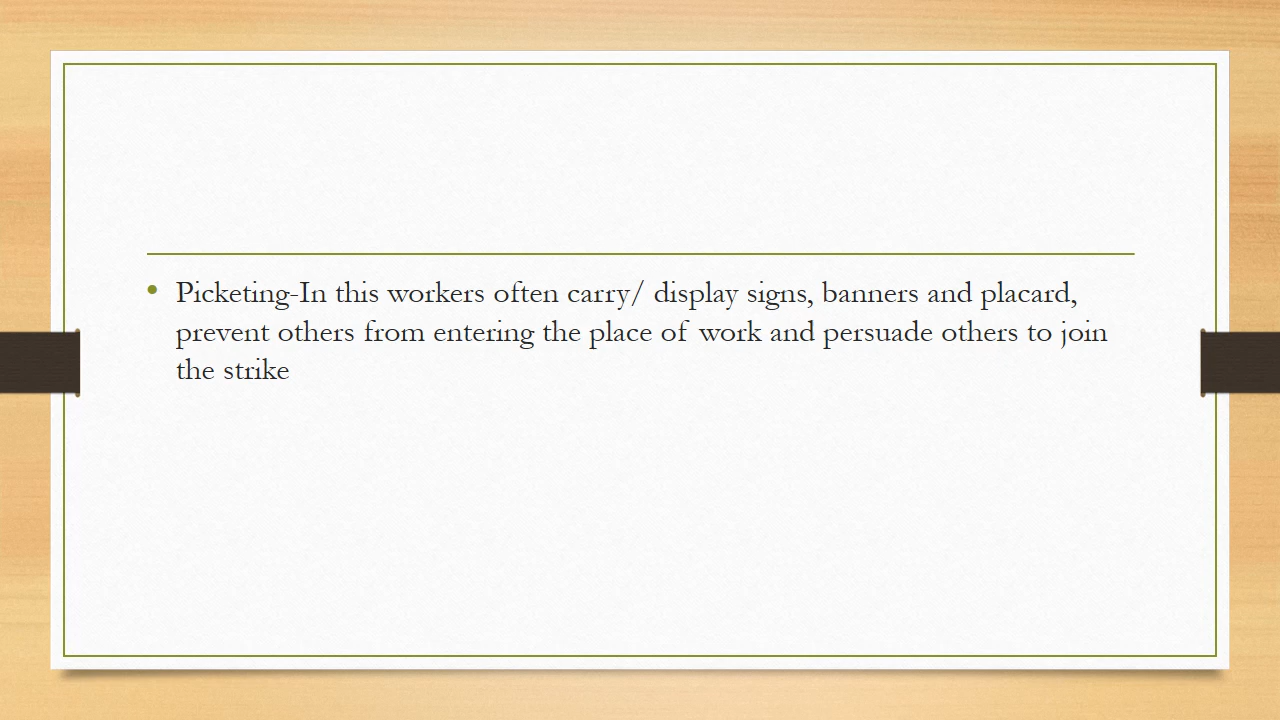 • Picketing-In this workers often carry/ display signs, banners and placard,
prevent others from entering the place of work and persuade others to join
the strike